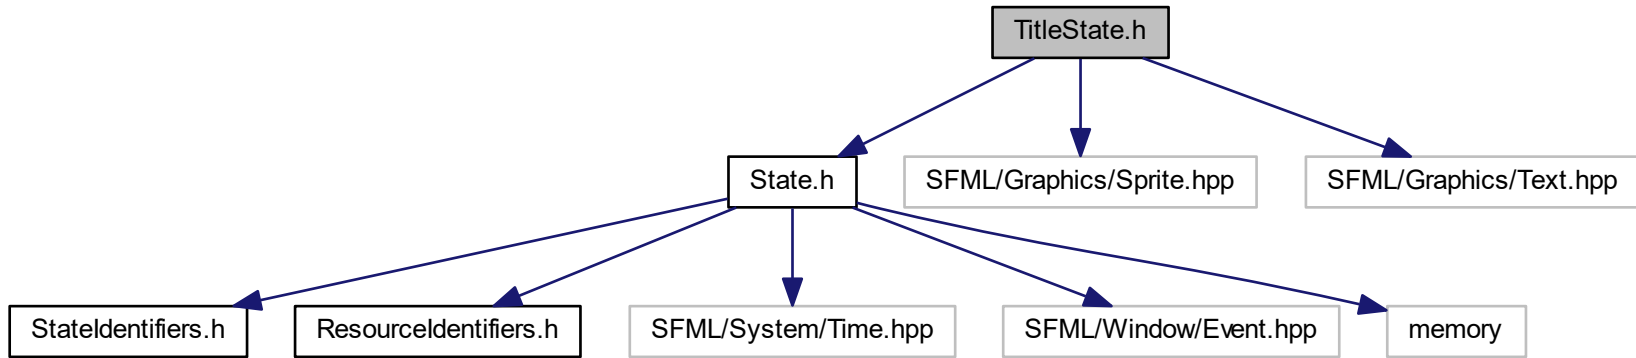 TitleState.h
State.h
SFML/Graphics/Sprite.hpp
SFML/Graphics/Text.hpp
StateIdentifiers.h
ResourceIdentifiers.h
SFML/System/Time.hpp
SFML/Window/Event.hpp
memory